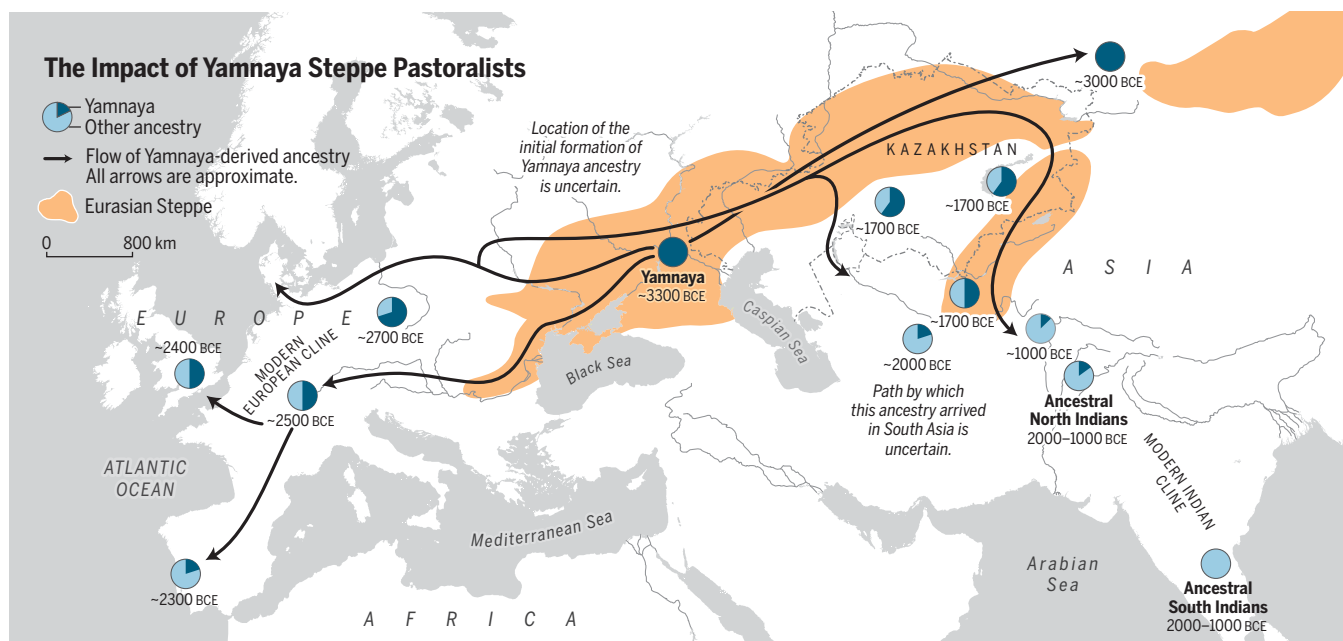 The Impact of Yamnaya Steppe Pastoralists
Yamnaya
Other ancestry
Flow of Yamnaya-derived ancestry
All arrows are approximate.
Eurasian Steppe
0 800 km
Location of the
initial formation of
Yamnaya ancestry
is uncertain.
~3000 BCE
KAZAKHSTAN
~1700 BCE
~1700 BCE
Yamnaya
~3300 BCE
ASIA
EUROPE
~2700 BCE
Caspian Sea
~1700 BCE
~2400 BCE
MODERN
EUROPEAN CLINE
Black Sea
~2000 BCE
~1000 BCE
~2500 BCE
Path by which
this ancestry arrived
in South Asia is
uncertain.
Ancestral
North Indians
2000–1000 BCE
MODERN INDIAN
CLINE
ATLANTIC
OCEAN
Mediterranean Sea
Arabian
Sea
~2300 BCE
AFRICA
Ancestral
South Indians
2000–1000 BCE